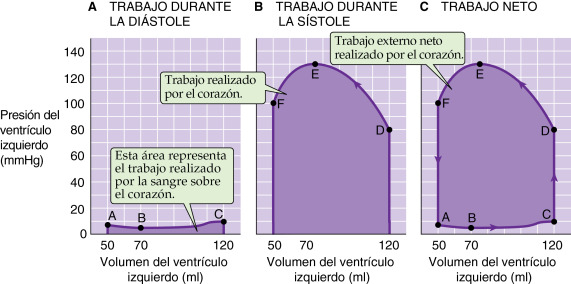 A TRABAJO DURANTE
LA DIÁSTOLE
B TRABAJO DURANTE
LA SÍSTOLE
C TRABAJO NETO
Presión del
ventrículo
izquierdo
(mmHg)
140
120
100
80
60
40
20
0
Esta área representa
el trabajo realizado
por la sangre sobre
el corazón.
A
B
C
50
70
120
Volumen del ventrículo
izquierdo (ml)
Trabajo realizado
por el corazón.
E
F
D
50
70
120
Volumen del ventrículo
izquierdo (ml)
Trabajo externo neto
realizado por el corazón.
E
F
D
A
B
C
50
70
120
Volumen del ventrículo
izquierdo (ml)